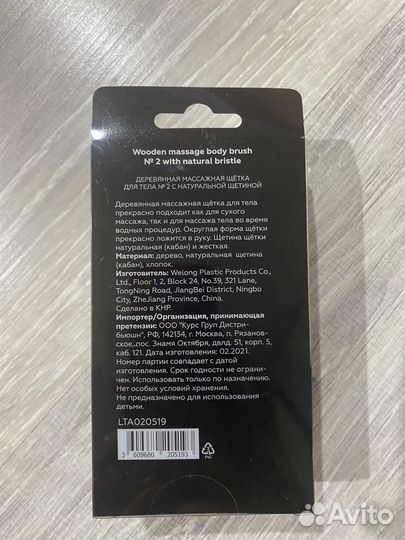 Wooden massage body brush
№ 2 with natural bristle
ДЕРЕВЯННАЯ МАССАЖНАЯ ЩЁТКА
ДЛЯ ТЕЛА № 2 С НАТУРАЛЬНОЙ ЩЕТИНОЙ
Деревянная массажная щётка для тела
прекрасно подходит как для сухого
массажа, так и для массажа тела во время
водных процедур. Округлая форма щётки
прекрасно ложится в руку. Щетина щётки
натуральная (кабан) и жесткая.
Материал: дерево, натуральная щетина
(кабан), хлопок.
Изготовитель: Welong Plastic Products Co.,
Ltd., Floor 1, 2, Block 24, No.39, 321 Lane,
TongNing Road, JiangBei District, Ningbo
City, ZheJiang Province, China.
Сделано в КНР.
Импортер/Организация, принимающая
претензии: ООО "Курс Груп Дистри-
бьюшн", РФ, 142134, г. Москва, п. Рязанов-
ское, пос. Знамя Октября, двлд. 51, корп. 5,
каб. 121. Дата изготовления: 02.2021.
Номер партии совпадает с датой
изготовления. Срок годности не ограни-
чен. Использовать только по назначению.
Нет особых условий хранения.
Не предназначено для использования
детьми.
LTA020519
3 609680 205193
3
PVC
Avito